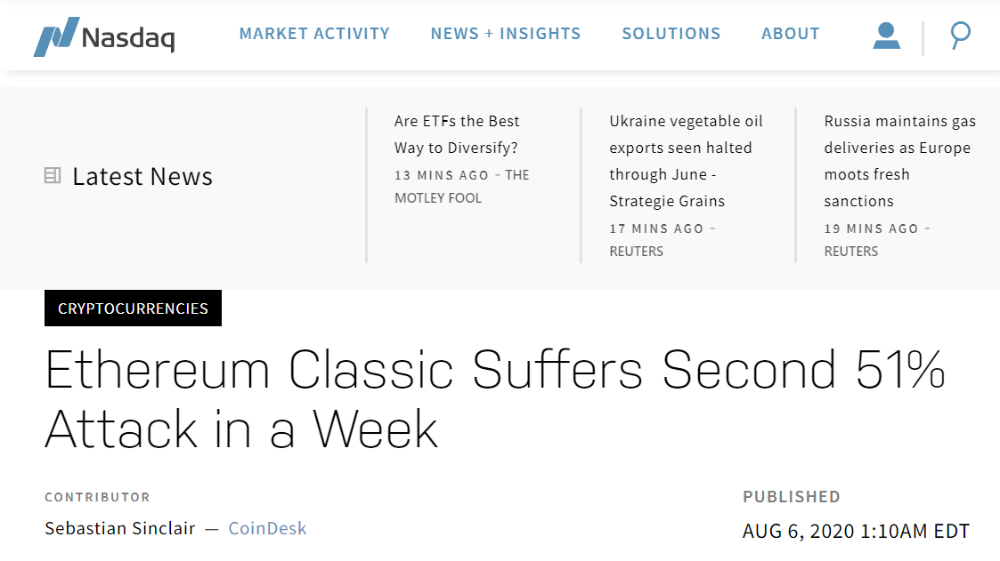 Nasdaq MARKET ACTIVITY NEWS + INSIGHTS SOLUTIONS ABOUT
Latest News
Are ETFs the Best
Way to Diversify?
13 MINS AGO - THE
MOTLEY FOOL
Ukraine vegetable oil
exports seen halted
through June -
Strategie Grains
17 MINS AGO -
REUTERS
Russia maintains gas
deliveries as Europe
moots fresh
sanctions
19 MINS AGO -
REUTERS
CRYPTOCURRENCIES
Ethereum Classic Suffers Second 51%
Attack in a Week
CONTRIBUTOR
Sebastian Sinclair — CoinDesk
PUBLISHED
AUG 6, 2020 1:10AM EDT